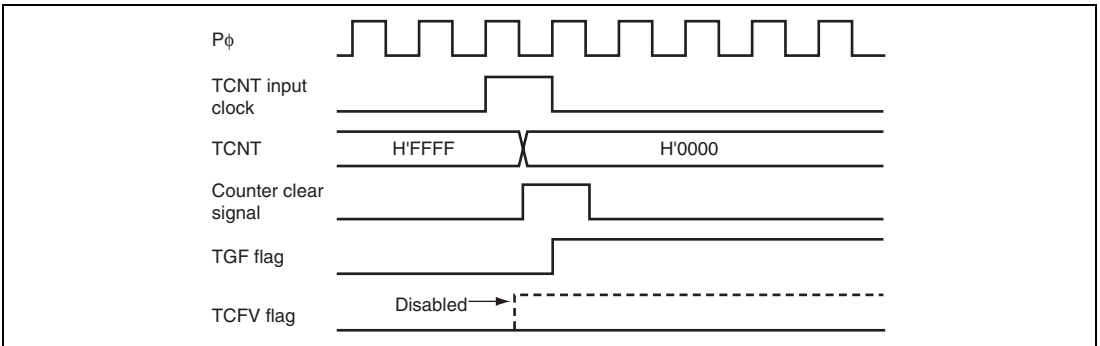 Pϕ
TCNT input
clock
TCNT
H'FFFF
H'0000
Counter clear
signal
TGF flag
Disabled
TCFV flag